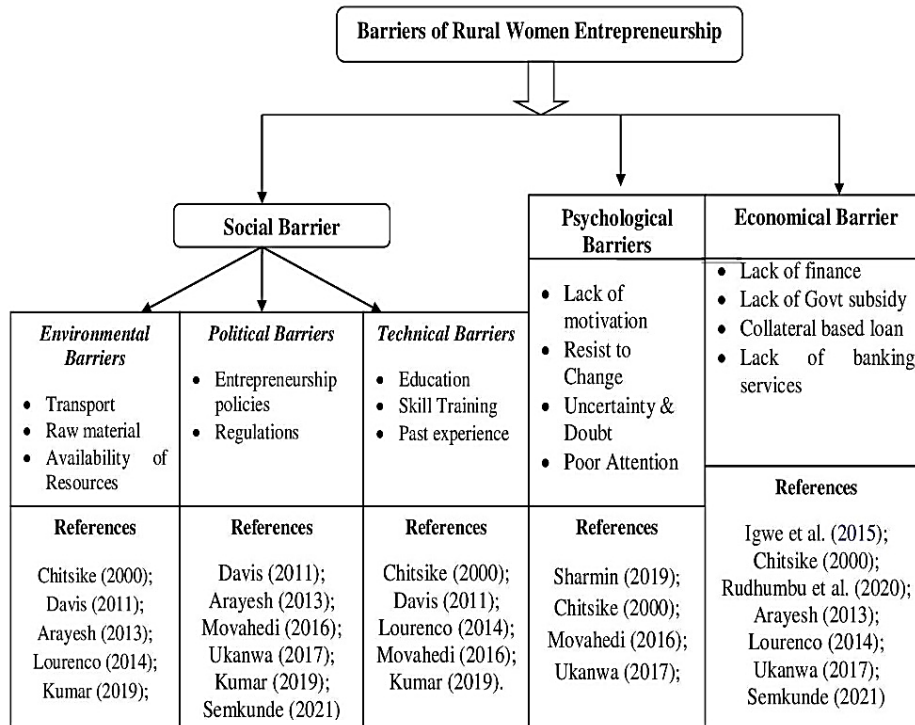 Barriers of Rural Women Entrepreneurship
Social Barrier
Environmental
Barriers
• Transport
• Raw material
• Availability of
Resources
References
Chitsike (2000);
Davis (2011);
Arayesh (2013);
Lourenco (2014);
Kumar (2019);
Political Barriers
• Entrepreneurship
policies
• Regulations
References
Davis (2011);
Arayesh (2013);
Movahedi (2016);
Ukanwa (2017);
Kumar (2019);
Semkunde (2021)
Technical Barriers
• Education
• Skill Training
• Past experience
References
Chitsike (2000);
Davis (2011);
Lourenco (2014);
Movahedi (2016);
Kumar (2019).
Psychological
Barriers
• Lack of
motivation
• Resist to
Change
• Uncertainty &
Doubt
• Poor Attention
References
Sharmin (2019);
Chitsike (2000);
Movahedi (2016);
Ukanwa (2017);
Economical Barrier
• Lack of finance
• Lack of Govt subsidy
• Collateral based loan
• Lack of banking
services
References
Igwe et al. (2015);
Chitsike (2000);
Rudhumbu et al. (2020);
Arayesh (2013);
Lourenco (2014);
Ukanwa (2017);
Semkunde (2021)